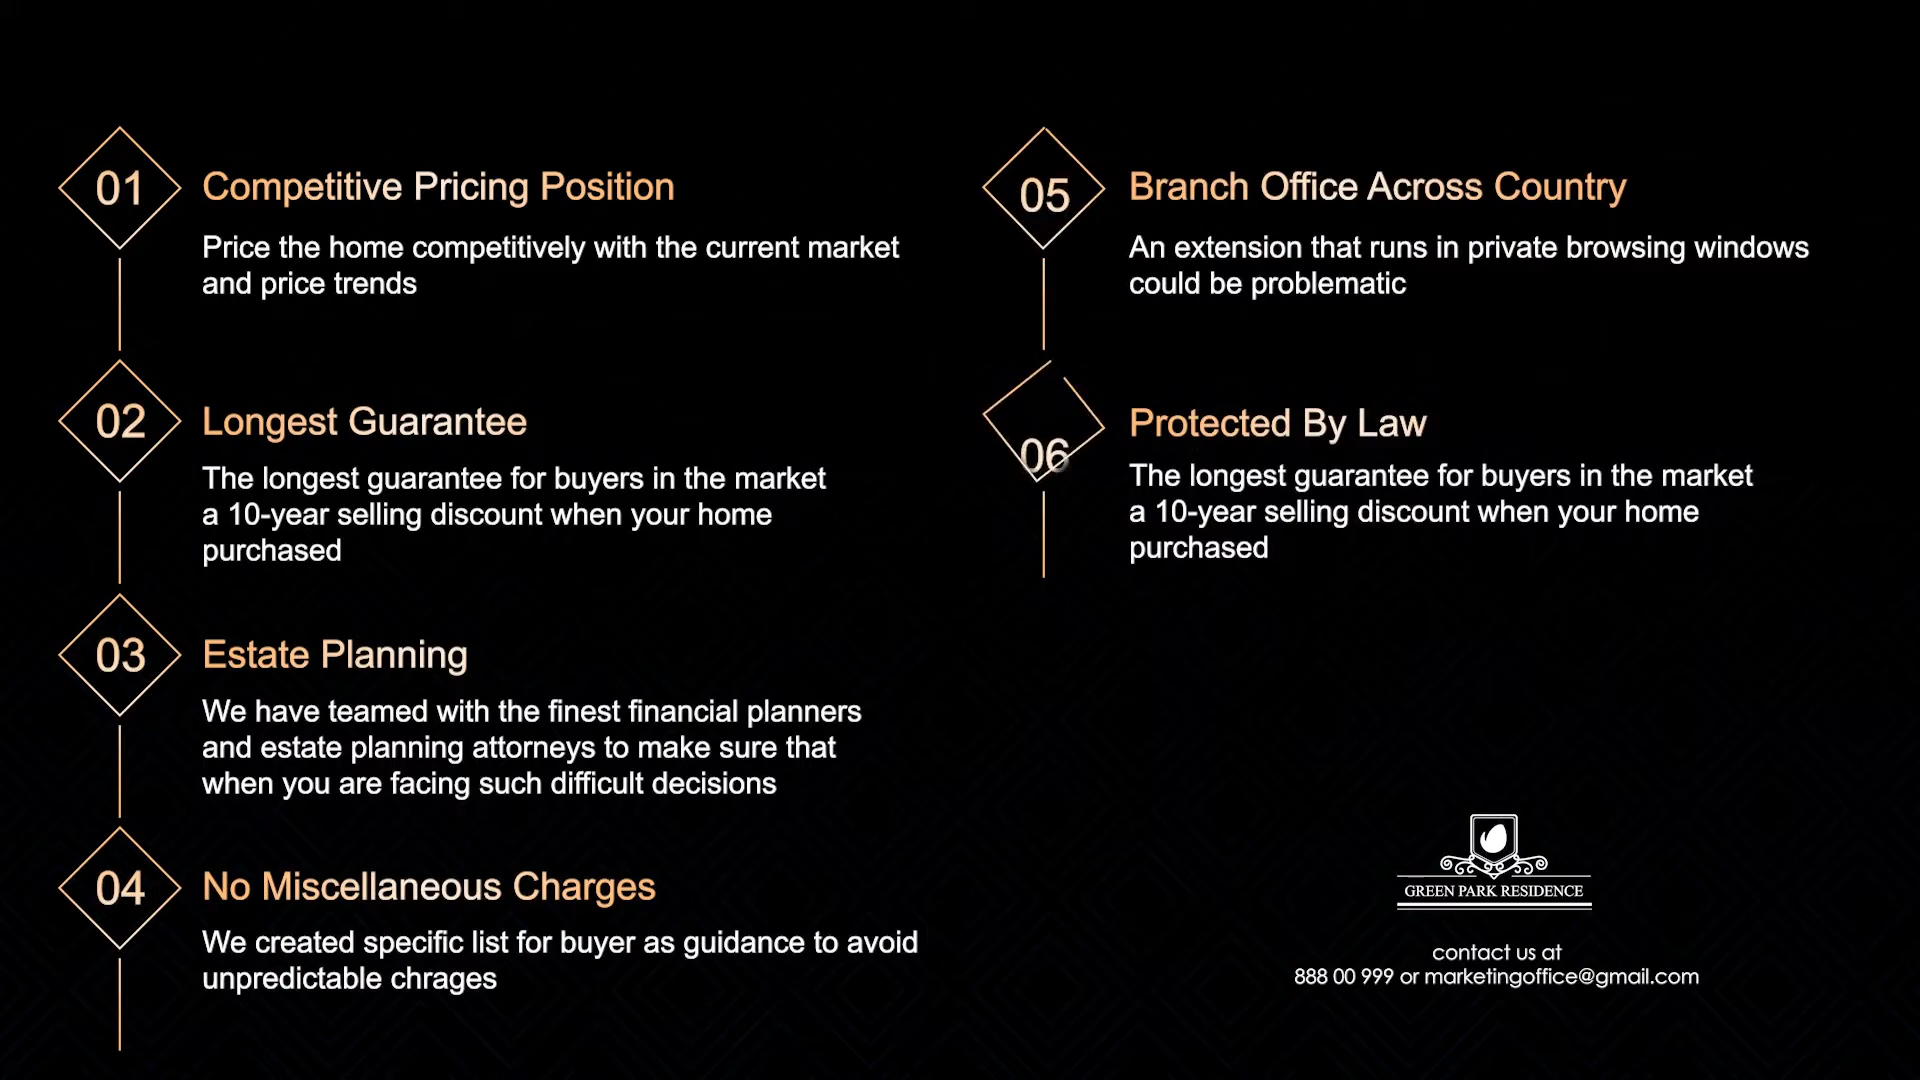 01
Competitive Pricing Position
Price the home competitively with the current market
and price trends
02
Longest Guarantee
The longest guarantee for buyers in the market
a 10-year selling discount when your home
purchased
03
Estate Planning
We have teamed with the finest financial planners
and estate planning attorneys to make sure that
when you are facing such difficult decisions
04
No Miscellaneous Charges
We created specific list for buyer as guidance to avoid
unpredictable chrages
05
Branch Office Across Country
An extension that runs in private browsing windows
could be problematic
06
Protected By Law
The longest guarantee for buyers in the market
a 10-year selling discount when your home
purchased
GREEN PARK RESIDENCE
contact us at
888 00 999 or marketingoffice@gmail.com